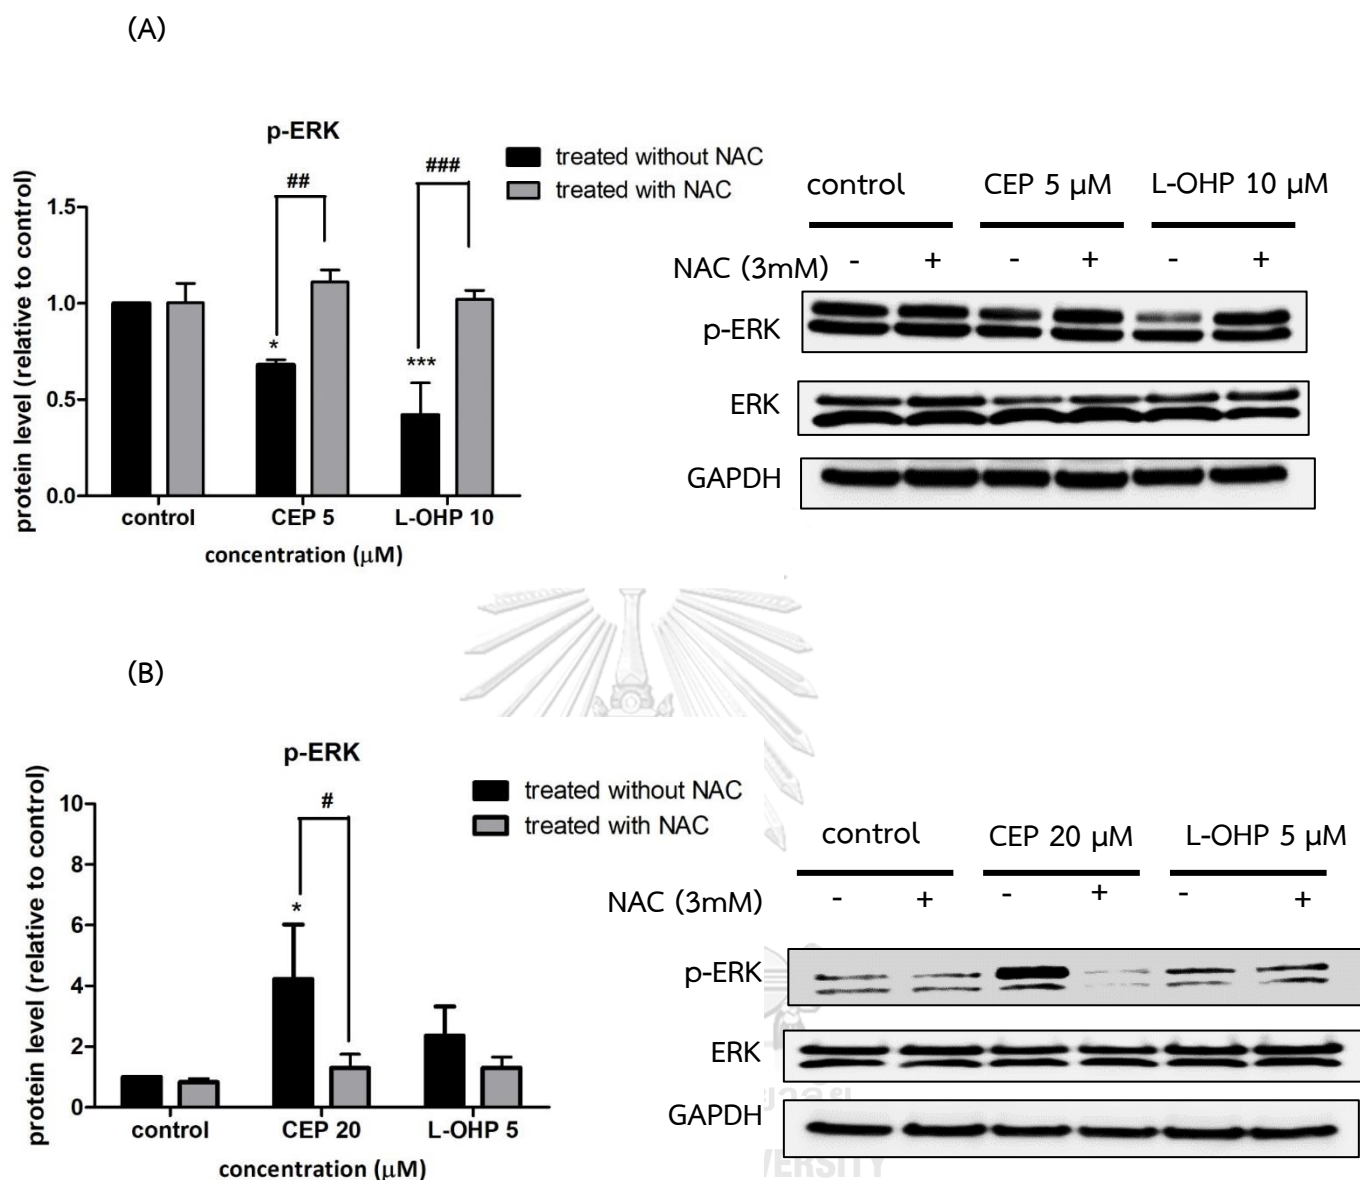 (A)
p-ERK
treated without NAC
treated with NAC
protein level (relative to control)
1.5
1.0
0.5
0.0
##
###
*
***
control CEP 5 L-OHP 10
concentration (μM)
control CEP 5 μM L-OHP 10 μM
NAC (3mM) - + - + - +
p-ERK
ERK
GAPDH
(B)
p-ERK
treated without NAC
treated with NAC
protein level (relative to control)
10
8
6
4
2
0
#
*
control CEP 20 L-OHP 5
concentration (μM)
control CEP 20 μM L-OHP 5 μM
NAC (3mM) - + - + - +
p-ERK
ERK
GAPDH
VERSITY